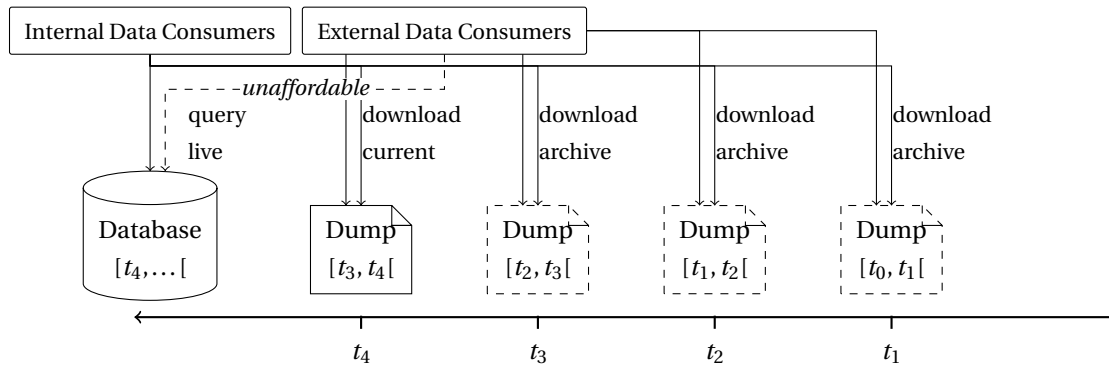 Internal Data Consumers External Data Consumers
unaffordable
query download download download download
live current archive archive archive
Database Dump Dump Dump Dump
[t₄,…[ [t₃, t₄[ [t₂, t₃[ [t₁, t₂[ [t₀, t₁[
t₄ t₃ t₂ t₁